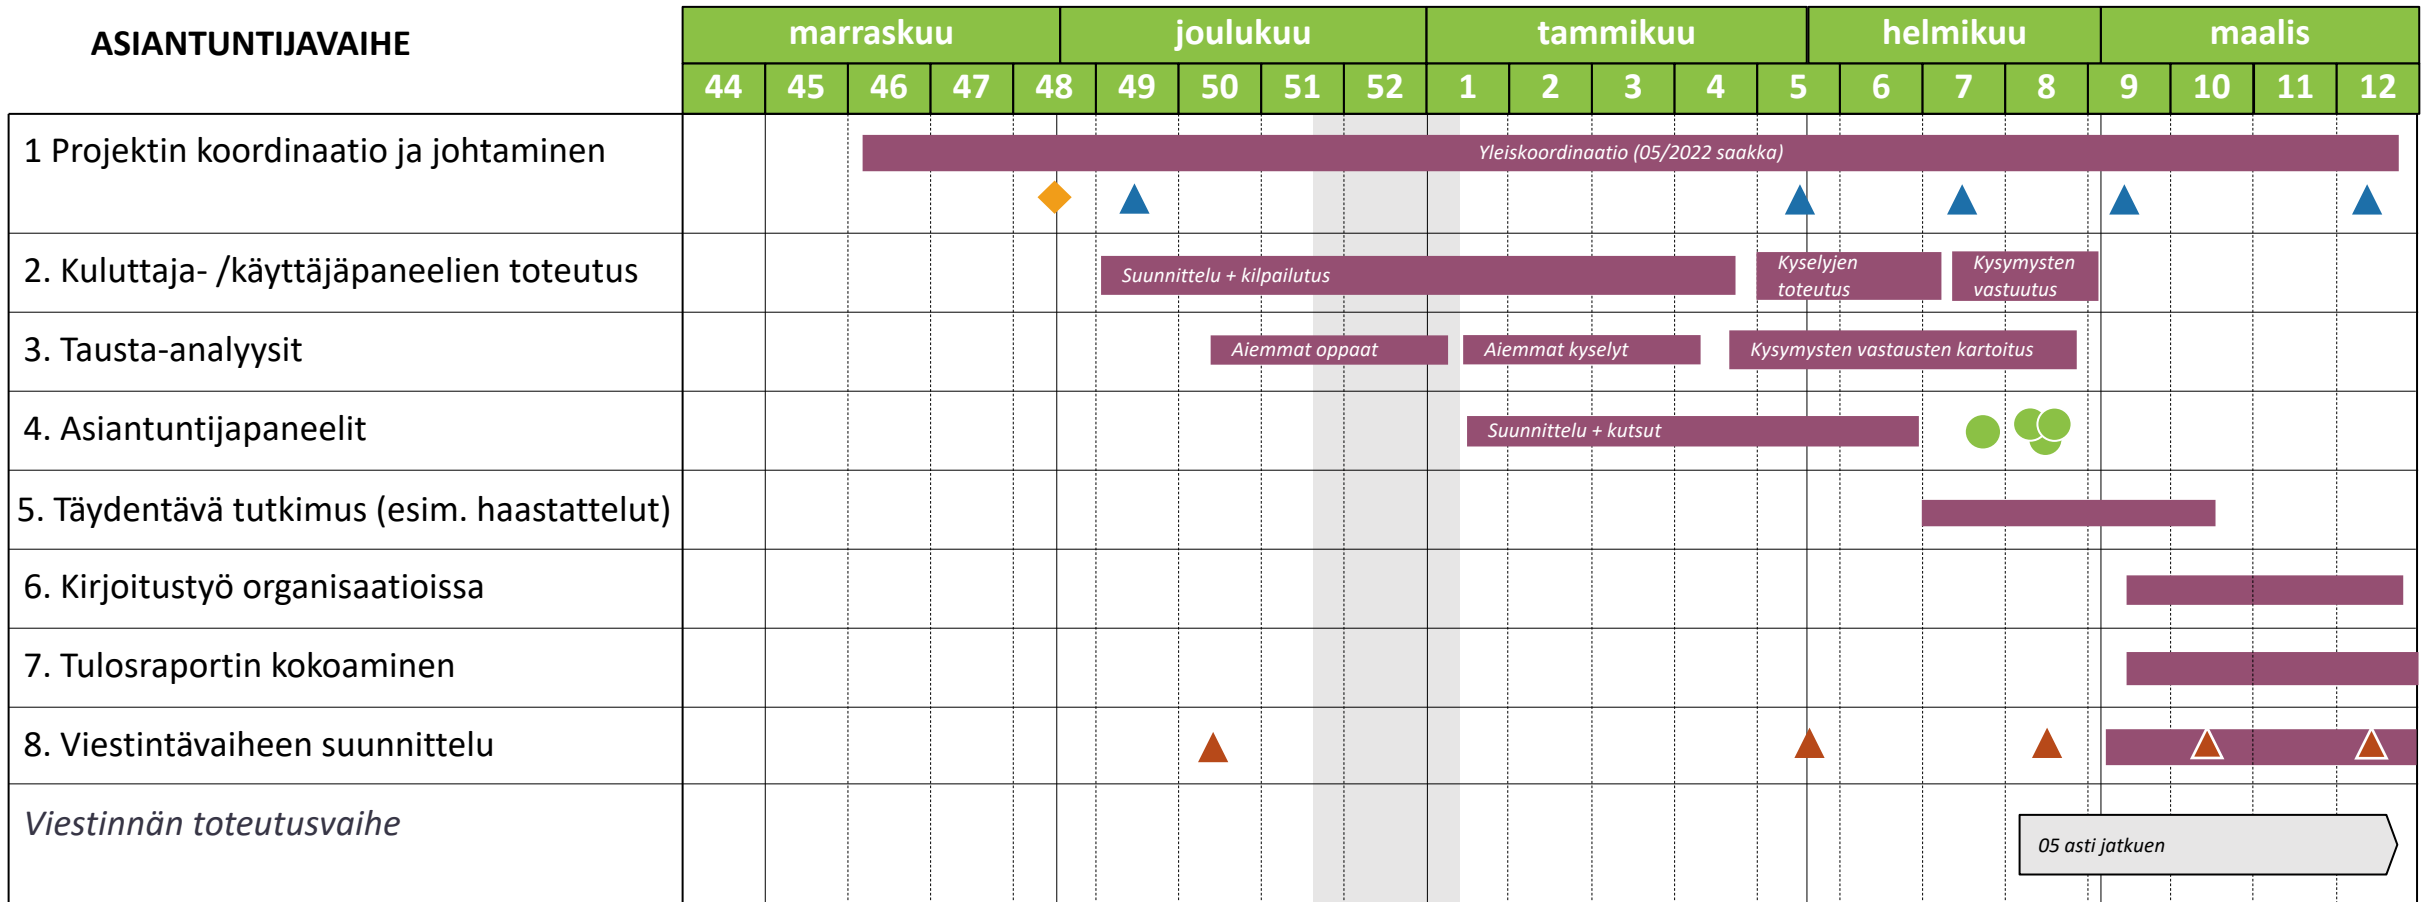 ASIANTUNTIJAVAIHE
marraskuu joulukuu tammikuu helmikuu maalis
44 45 46 47 48 49 50 51 52 1 2 3 4 5 6 7 8 9 10 11 12
1 Projektin koordinaatio ja johtaminen
Yleiskoordinaatio (05/2022 saakka)
2. Kuluttaja- /käyttäjäpaneelien toteutus
Suunnittelu + kilpailutus
Kyselyjen
toteutus
Kysymysten
vastuutus
3. Tausta-analyysit
Aiemmat oppaat
Aiemmat kyselyt
Kysymysten vastausten kartoitus
4. Asiantuntijapaneelit
Suunnittelu + kutsut
5. Täydentävä tutkimus (esim. haastattelut)
6. Kirjoitustyö organisaatioissa
7. Tulosraportin kokoaminen
8. Viestintävaiheen suunnittelu
Viestinnän toteutusvaihe
05 asti jatkuen